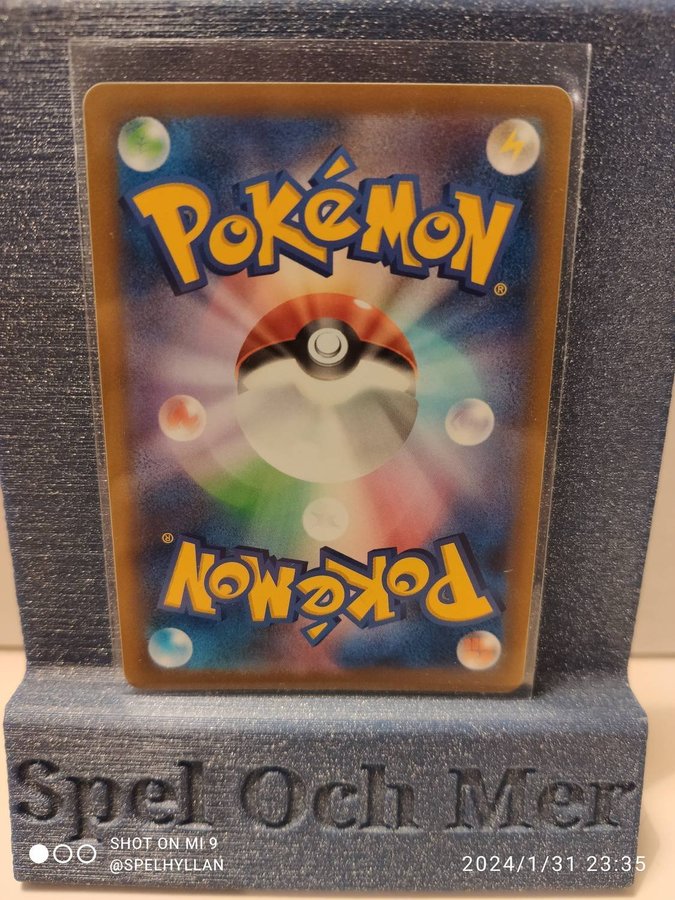 POKéMON
®
®
POKéMON
Spel Och Mer
SHOT ON MI 9
@SPELHYLLAN
2024/1/31 23:35